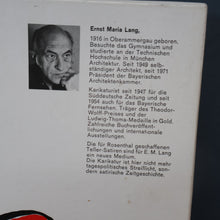 Ernst Maria Lang,
1916 in Oberammergau geboren.
Besuchte das Gymnasium und
studierte an der Technischen
Hochschule in München
Architektur. Seit 1949 selb-
ständiger Architekt, seit 1971
Präsident der Bayerischen
Architektenkammer.
Karikaturist seit 1947 für die
Süddeutsche Zeitung und seit
1954 auch für das Bayerische
Fernsehen. Träger des Theodor-
Wolff-Preises und der
Ludwig-Thoma-Medaille in Gold.
Zahlreiche Buchveröffent-
lichungen und internationale
Ausstellungen.
Die für Rosenthal geschaffenen
Teller-Satiren sind für E. M. Lang
ein neues Medium.
Die Karikatur ist hier nicht mehr
tagespolitisches Streiflicht, son-
dern satirische Zeitgeschichte.